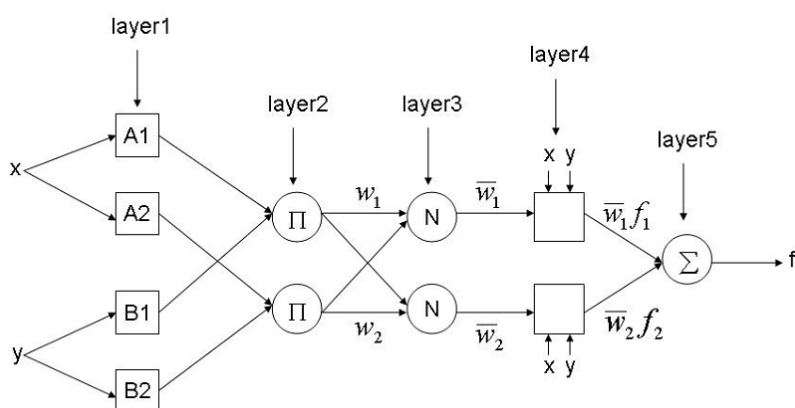 layer1
layer2
layer3
layer4
layer5
x
y
A1
A2
B1
B2
Π
Π
w₁
w₂
N
N
w̅₁
w̅₂
x y
x y
w̅₁f₁
w̅₂f₂
Σ
f